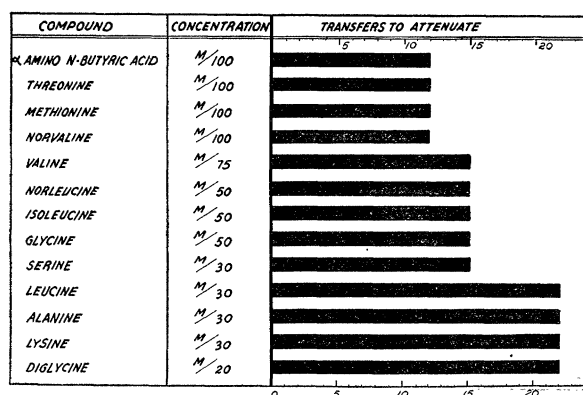 COMPOUND CONCENTRATION TRANSFERS TO ATTENUATE
5 10 15 20
α AMINO N-BUTYRIC ACID M/100
THREONINE M/100
METHIONINE M/100
NORVALINE M/100
VALINE M/75
NORLEUCINE M/50
ISOLEUCINE M/50
GLYCINE M/50
SERINE M/30
LEUCINE M/30
ALANINE M/30
LYSINE M/30
DIGLYCINE M/20
0 5 10 15 20